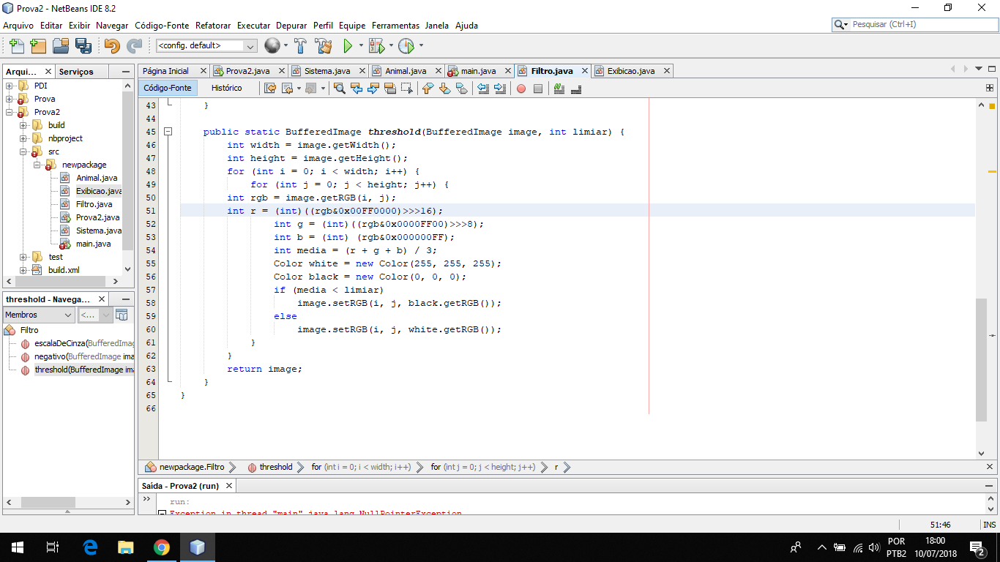 Prova2 - NetBeans IDE 8.2
Arquivo Editar Exibir Navegar Código-Fonte Refatorar Executar Depurar Perfil Equipe Ferramentas Janela Ajuda
Pesquisar (Ctrl+I)
<config. default>
Arqui... Serviços
Página Inicial Prova2.java Sistema.java Animal.java main.java Filtro.java Exibicao.java
Código-Fonte Histórico
PDI
Prova
Prova2
build
nbproject
src
newpackage
Animal.java
Exibicao.java
Filtro.java
Prova2.java
Sistema.java
main.java
test
build.xml
threshold - Navega...
Membros <...
Filtro
escalaDeCinza(BufferedImag
negativo(BufferedImage ima
threshold(BufferedImage ima
43 }
44
45 public static BufferedImage threshold(BufferedImage image, int limiar) {
46 int width = image.getWidth();
47 int height = image.getHeight();
48 for (int i = 0; i < width; i++) {
49 for (int j = 0; j < height; j++) {
50 int rgb = image.getRGB(i, j);
51 int r = (int)((rgb&0x00FF0000)>>>16);
52 int g = (int)((rgb&0x0000FF00)>>>8);
53 int b = (int) (rgb&0x000000FF);
54 int media = (r + g + b) / 3;
55 Color white = new Color(255, 255, 255);
56 Color black = new Color(0, 0, 0);
57 if (media < limiar)
58 image.setRGB(i, j, black.getRGB());
59 else
60 image.setRGB(i, j, white.getRGB());
61 }
62 }
63 return image;
64 }
65 }
66
newpackage.Filtro threshold for (int i = 0; i < width; i++) for (int j = 0; j < height; j++) r
Saída - Prova2 (run)
run:
Exception in thread "main" java.lang.NullPointerException
51:46 INS
POR
PTB2
18:00
10/07/2018
2